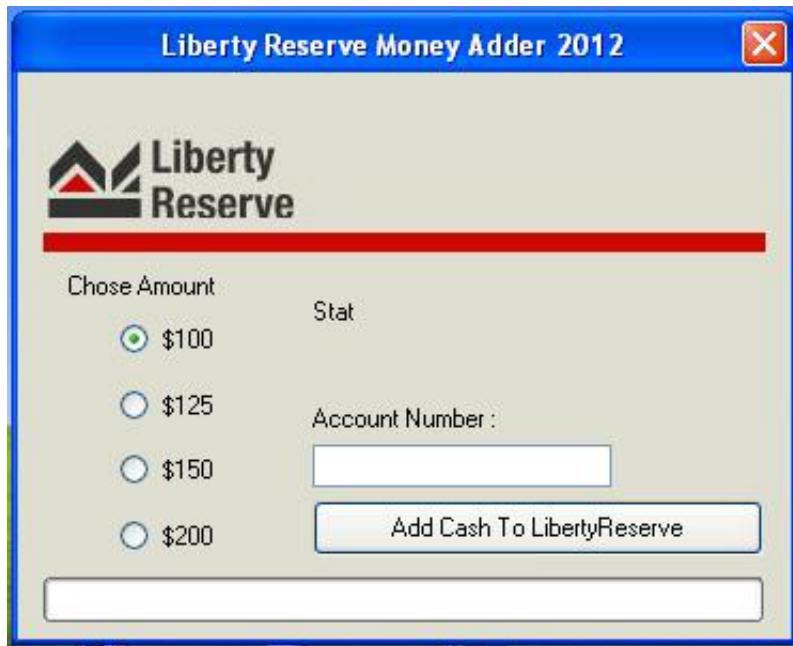 Liberty Reserve Money Adder 2012
Liberty
Reserve
Chose Amount
Stat
$100
$125
Account Number :
$150
$200
Add Cash To LibertyReserve